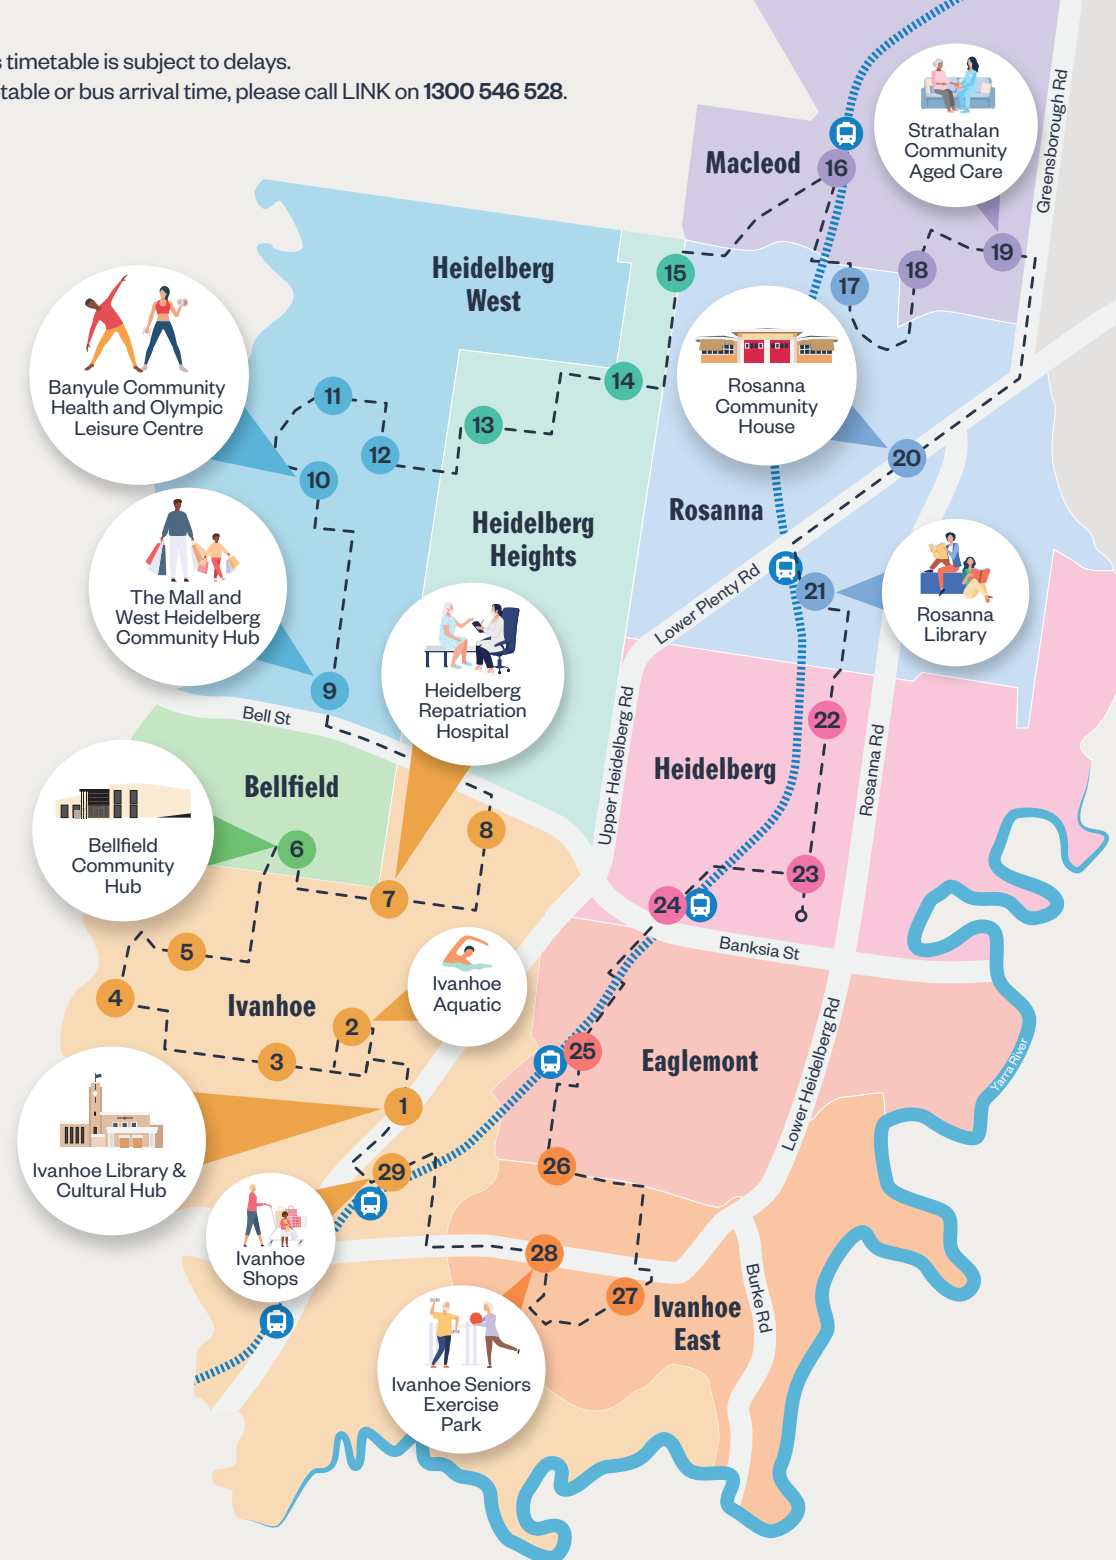 s timetable is subject to delays.
table or bus arrival time, please call LINK on 1300 546 528.
Strathalan
Community
Aged Care
Greensborough Rd
Macleod
16
Heidelberg
West
15
17
18
19
Banyule Community
Health and Olympic
Leisure Centre
Rosanna
Community
House
11
14
13
12
10
20
Rosanna
Heidelberg
Heights
The Mall and
West Heidelberg
Community Hub
Lower Plenty Rd
21
Rosanna
Library
9
Heidelberg
Repatriation
Hospital
Bell St
Upper Heidelberg Rd
22
Rosanna Rd
Heidelberg
Bellfield
Bellfield
Community
Hub
6
8
7
23
24
Banksia St
5
4
Ivanhoe
2
Ivanhoe
Aquatic
3
25
Eaglemont
Lower Heidelberg Rd
Yarra River
1
Ivanhoe Library &
Cultural Hub
29
26
Ivanhoe
Shops
28
27
Ivanhoe
East
Burke Rd
Ivanhoe Seniors
Exercise
Park